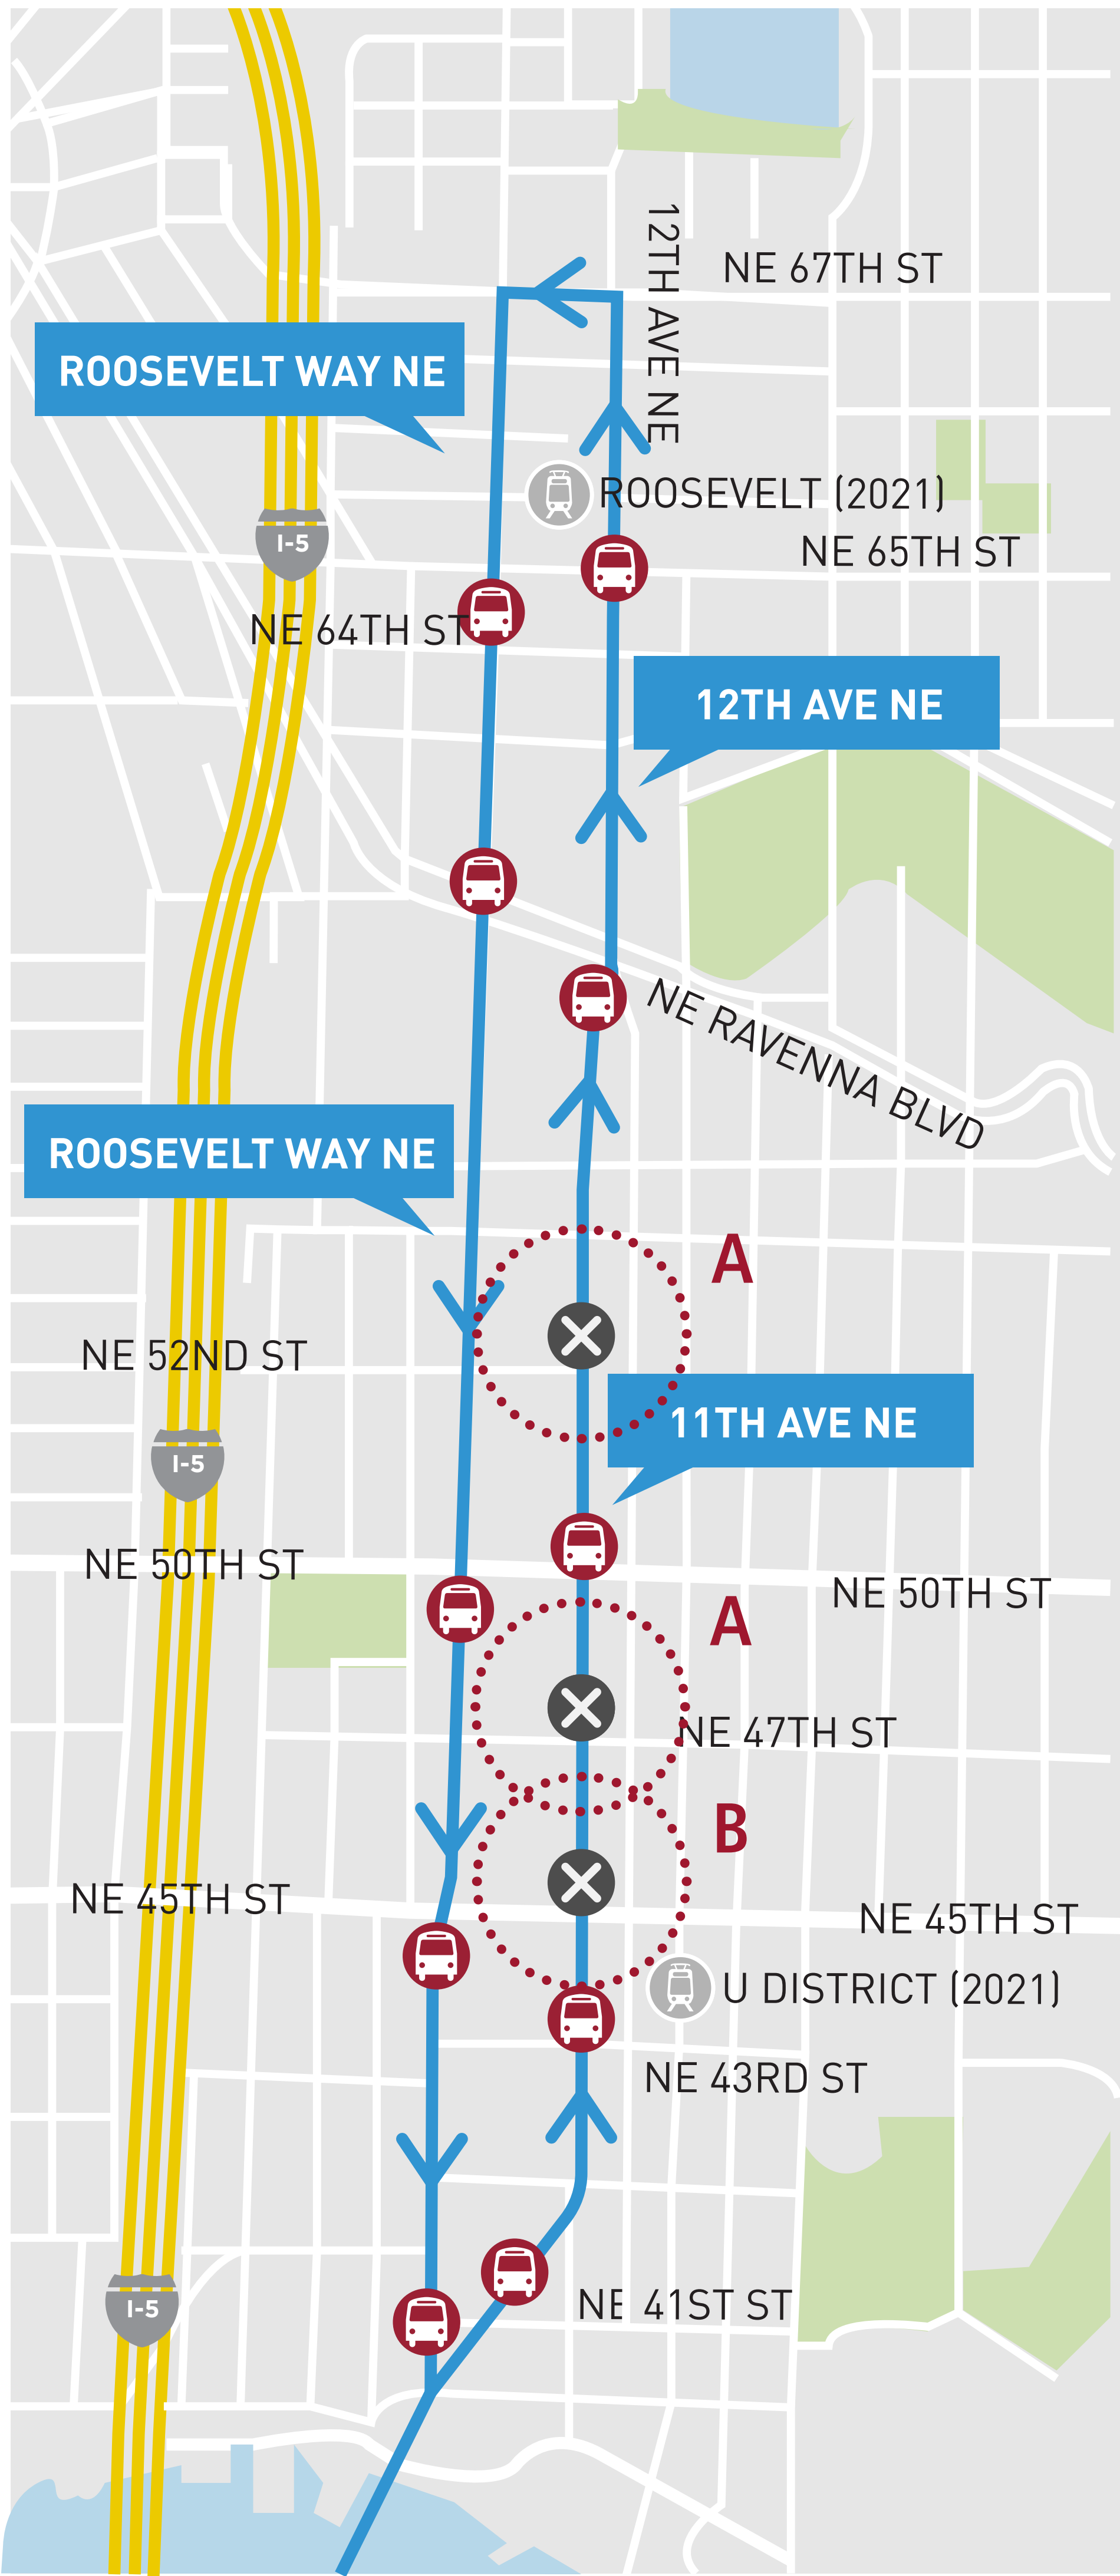 12TH AVE NE
NE 67TH ST
ROOSEVELT WAY NE
ROOSEVELT (2021)
I-5
NE 65TH ST
NE 64TH ST
12TH AVE NE
NE RAVENNA BLVD
ROOSEVELT WAY NE
A
NE 52ND ST
11TH AVE NE
I-5
NE 50TH ST
NE 50TH ST
A
NE 47TH ST
B
NE 45TH ST
NE 45TH ST
U DISTRICT (2021)
NE 43RD ST
NE 41ST ST
I-5